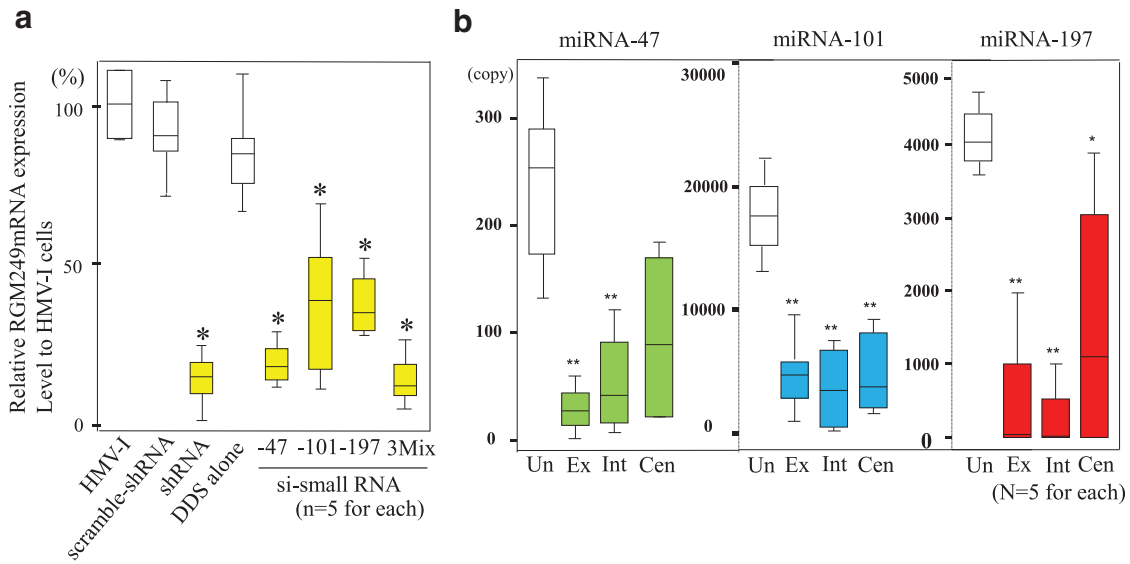 a
(%)
100
50
0
Relative RGM249mRNA expression
Level to HMV-I cells
* * * * *
HMV-I
scramble-shRNA
shRNA
DDS alone
-47 -101 -197 3Mix
si-small RNA
(n=5 for each)
b
miRNA-47
(copy)
300
200
100
0
** **
Un Ex Int Cen
miRNA-101
30000
20000
10000
0
** ** **
Un Ex Int Cen
miRNA-197
5000
4000
3000
2000
1000
0
** ** *
Un Ex Int Cen
(N=5 for each)